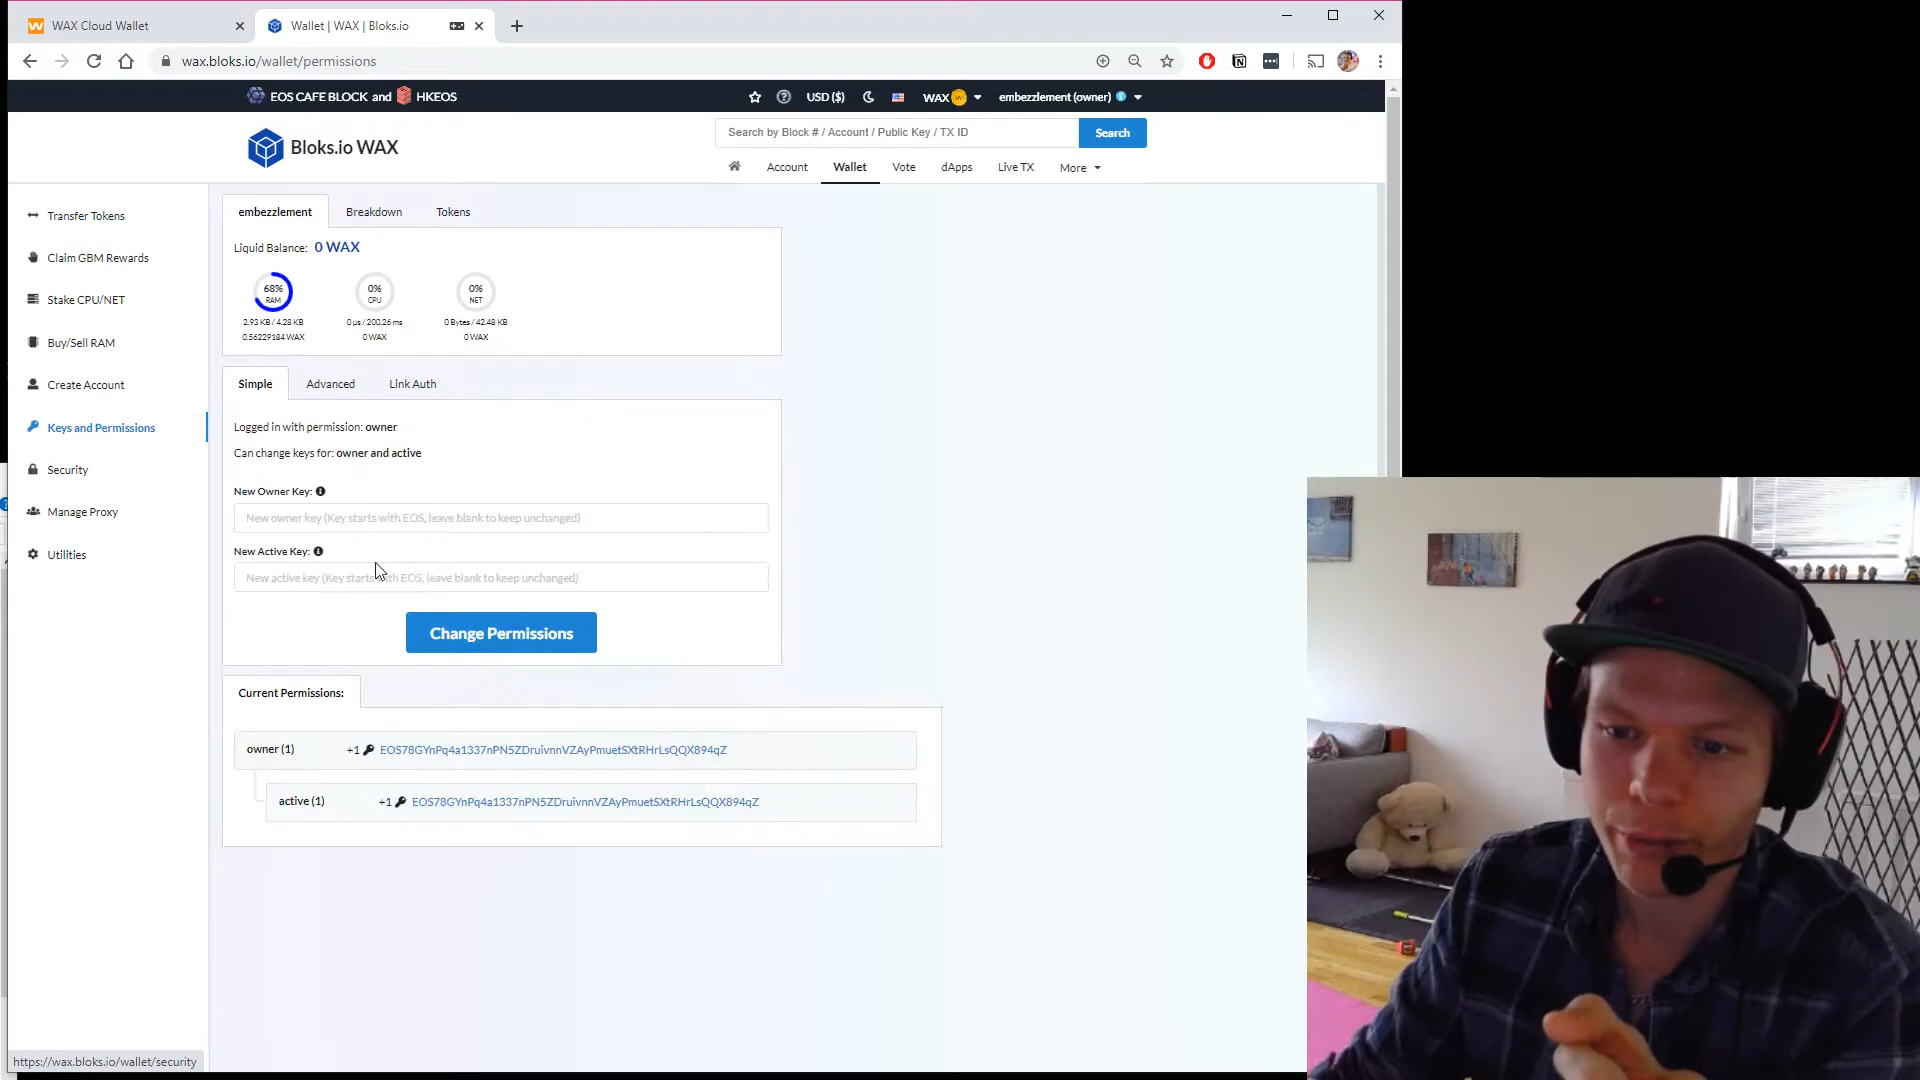 WAX Cloud Wallet
Wallet | WAX | Bloks.io
wax.bloks.io/wallet/permissions
EOS CAFE BLOCK and HKEOS
USD ($)
WAX
embezzlement (owner)
Bloks.io WAX
Search by Block # / Account / Public Key / TX ID
Search
Account
Wallet
Vote
dApps
Live TX
More
Transfer Tokens
Claim GBM Rewards
Stake CPU/NET
Buy/Sell RAM
Create Account
Keys and Permissions
Security
Manage Proxy
Utilities
embezzlement
Breakdown
Tokens
Liquid Balance: 0 WAX
68%
RAM
2.93 KB / 4.28 KB
0.56229184 WAX
0%
CPU
0 µs / 200.26 ms
0 WAX
0%
NET
0 Bytes / 42.48 KB
0 WAX
Simple
Advanced
Link Auth
Logged in with permission: owner
Can change keys for: owner and active
New Owner Key:
New owner key (Key starts with EOS, leave blank to keep unchanged)
New Active Key:
New active key (Key starts with EOS, leave blank to keep unchanged)
Change Permissions
Current Permissions:
owner (1) +1 EOS78GYnPq4a1337nPN5ZDruivnnVZAyPmuetSXtRHrLsQQX894qZ
active (1) +1 EOS78GYnPq4a1337nPN5ZDruivnnVZAyPmuetSXtRHrLsQQX894qZ
https://wax.bloks.io/wallet/security